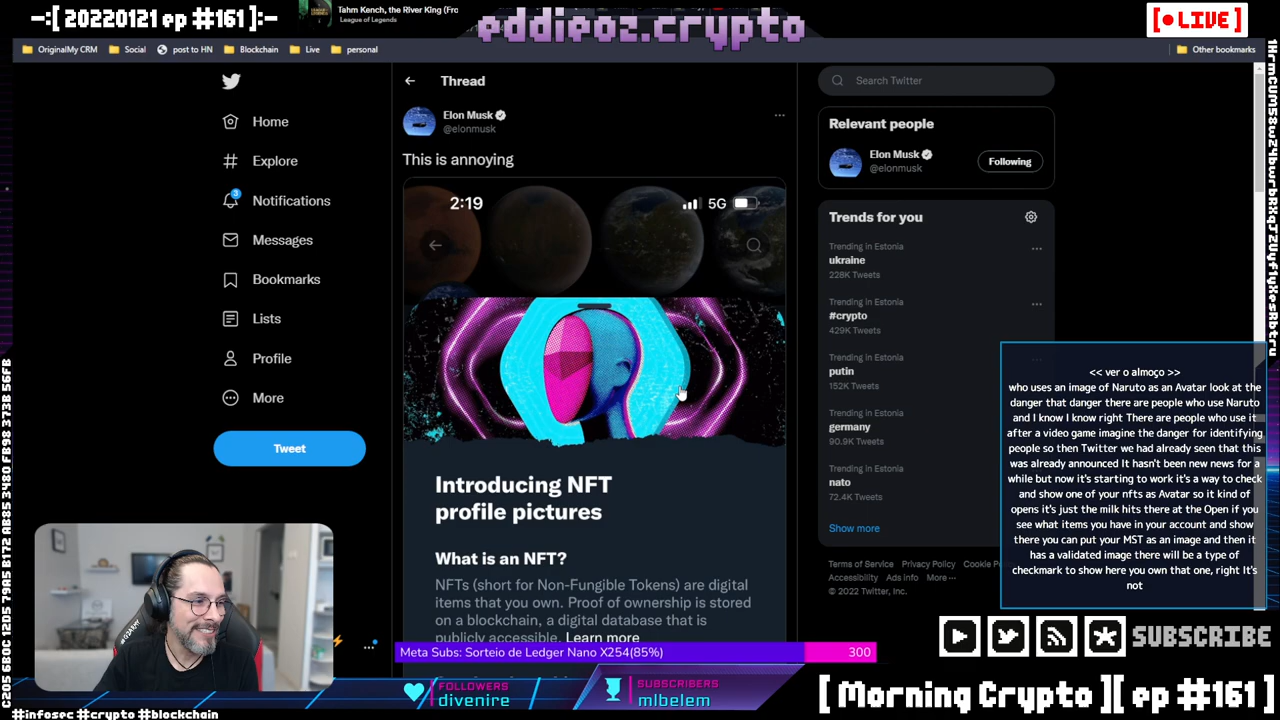 -:[ 20220121 ep #161 ]:-
Tahm Kench, the River King (Fro
League of Legends
eddieoz.crypto
[ • LIVE ]
OriginalMy CRM
Social
post to HN
Blockchain
Live
personal
Other bookmarks
Home
Explore
3
Notifications
Messages
Bookmarks
Lists
Profile
More
Tweet
Thread
Elon Musk
@elonmusk
This is annoying
2:19
5G
Introducing NFT
profile pictures
What is an NFT?
NFTs (short for Non-Fungible Tokens) are digital
items that you own. Proof of ownership is stored
on a blockchain, a digital database that is
publicly accessible. Learn more
Search Twitter
Relevant people
Elon Musk
@elonmusk
Following
Trends for you
Trending in Estonia
ukraine
228K Tweets
Trending in Estonia
#crypto
429K Tweets
Trending in Estonia
putin
152K Tweets
Trending in Estonia
germany
90.9K Tweets
Trending in Estonia
nato
72.4K Tweets
Show more
Terms of Service Privacy Policy Cookie Po
Accessibility Ads info More ...
© 2022 Twitter, Inc.
<< ver o almoço >>
who uses an image of Naruto as an Avatar look at the
danger that danger there are people who use Naruto
and I know I know right There are people who use it
after a video game imagine the danger for identifying
people so then Twitter we had already seen that this
was already announced It hasn't been new news for a
while but now it's starting to work it's a way to check
and show one of your nfts as Avatar so it kind of
opens it's just the milk hits there at the Open if you
see what items you have in your account and show
there you can put your MST as an image and then it
has a validated image there will be a type of
checkmark to show here you own that one, right It's
not
SUBSCRIBE
Meta Subs: Sorteio de Ledger Nano X254(85%)
300
FOLLOWERS
divenire
SUBSCRIBERS
mlbelem
[ Morning Crypto ][ ep #161 ]
#infosec #crypto #blockchain